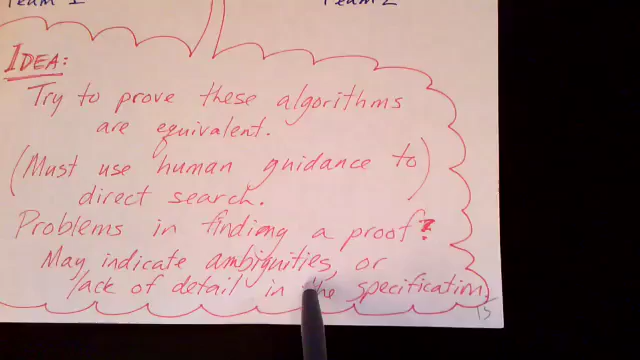 Team 1 Team 2
IDEA:
Try to prove these algorithms
are equivalent.
(Must use human guidance to)
direct search.
Problems in finding a proof?
May indicate ambiguities, or
lack of detail in the specification
15